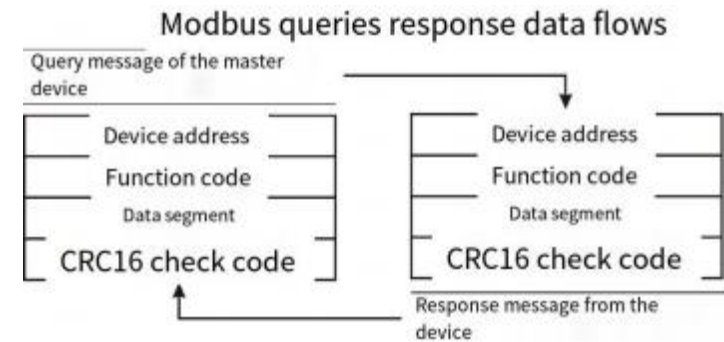 Modbus queries response data flows
Query message of the master
device
Device address
Function code
Data segment
CRC16 check code
Device address
Function code
Data segment
CRC16 check code
Response message from the
device